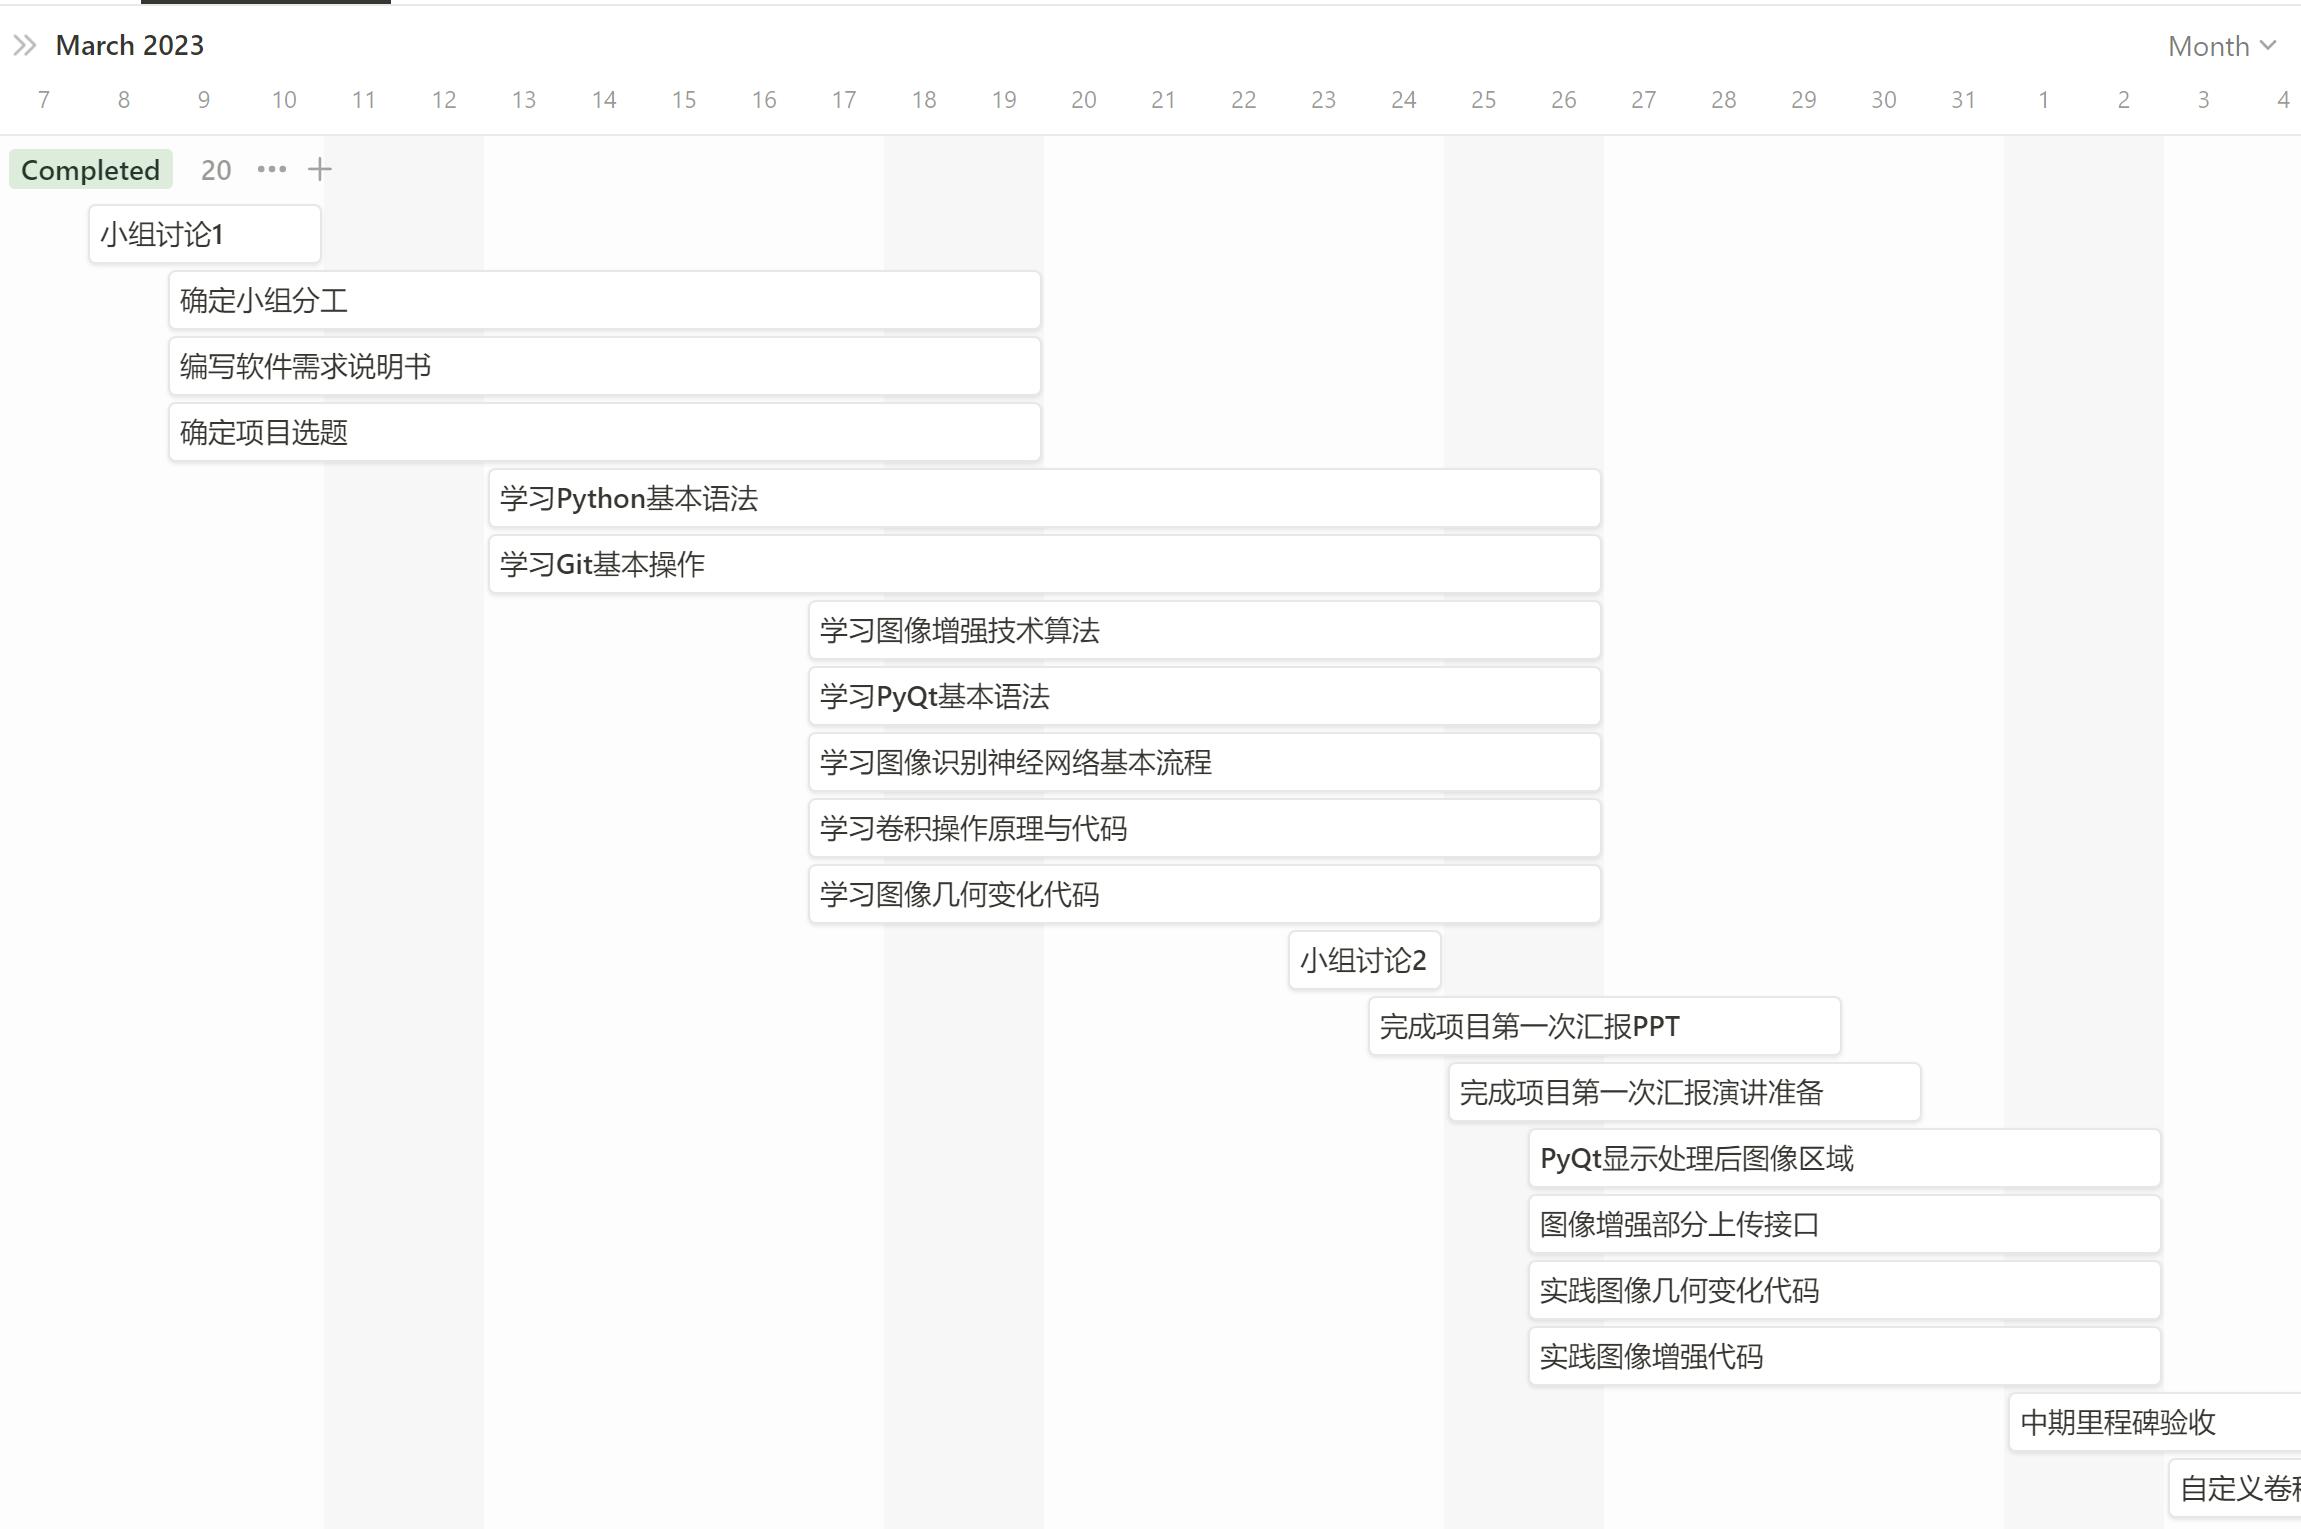 March 2023
Month
7 8 9 10 11 12 13 14 15 16 17 18 19 20 21 22 23 24 25 26 27 28 29 30 31 1 2 3 4
Completed 20
小组讨论1
确定小组分工
编写软件需求说明书
确定项目选题
学习Python基本语法
学习Git基本操作
学习图像增强技术算法
学习PyQt基本语法
学习图像识别神经网络基本流程
学习卷积操作原理与代码
学习图像几何变化代码
小组讨论2
完成项目第一次汇报PPT
完成项目第一次汇报演讲准备
PyQt显示处理后图像区域
图像增强部分上传接口
实践图像几何变化代码
实践图像增强代码
中期里程碑验收
自定义卷